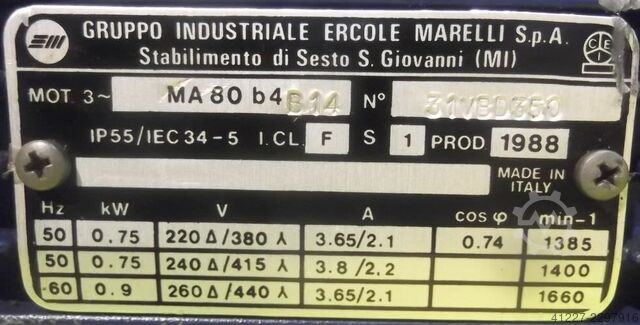 GRUPPO INDUSTRIALE ERCOLE MARELLI S.p.A.
Stabilimento di Sesto S. Giovanni (MI)
MOT. 3~ MA 80 b4 B14 N° 31VBD350
IP55/IEC34-5 I.CL. F S 1 PROD 1988
MADE IN
ITALY
Hz kW V A cos φ min-1
50 0.75 220 Δ/380 ⅄ 3.65/2.1 0.74 1385
50 0.75 240 Δ/415 ⅄ 3.8/2.2 1400
-60 0.9 260 Δ/440 ⅄ 3.65/2.1 1660